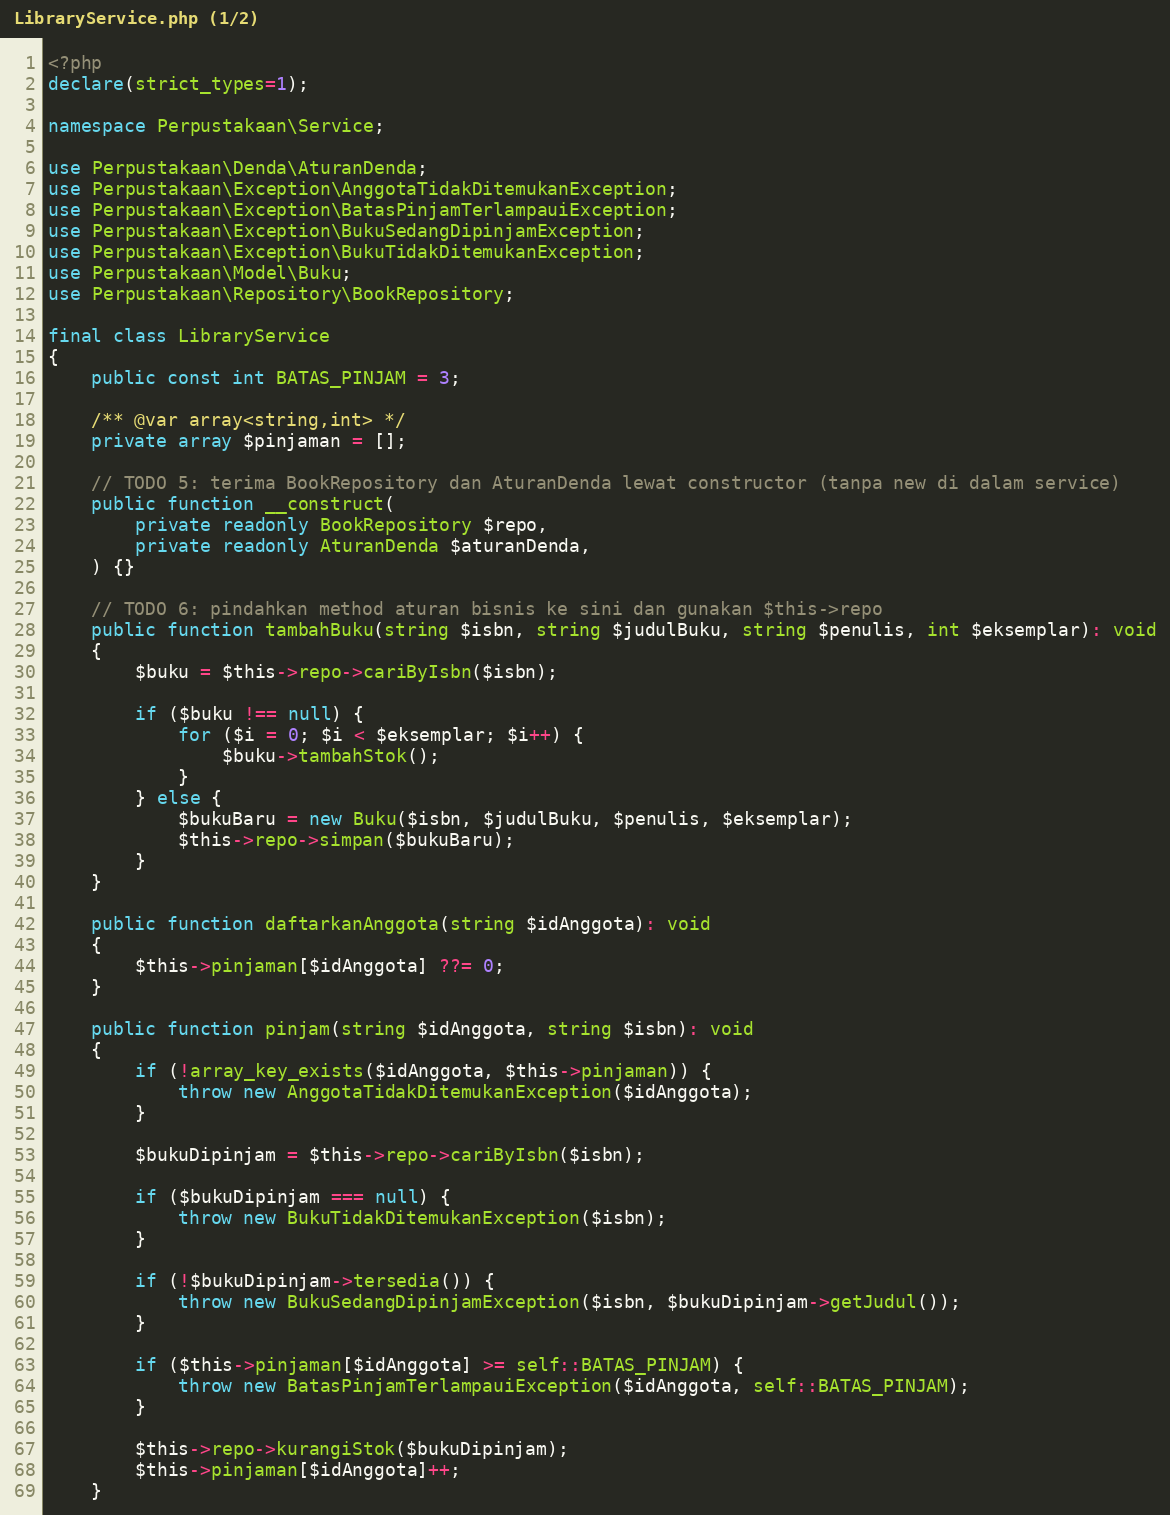 LibraryService.php (1/2)
1 <?php
2 declare(strict_types=1);
3
4 namespace Perpustakaan\Service;
5
6 use Perpustakaan\Denda\AturanDenda;
7 use Perpustakaan\Exception\AnggotaTidakDitemukanException;
8 use Perpustakaan\Exception\BatasPinjamTerlampauiException;
9 use Perpustakaan\Exception\BukuSedangDipinjamException;
10 use Perpustakaan\Exception\BukuTidakDitemukanException;
11 use Perpustakaan\Model\Buku;
12 use Perpustakaan\Repository\BookRepository;
13
14 final class LibraryService
15 {
16     public const int BATAS_PINJAM = 3;
17
18     /** @var array<string,int> */
19     private array $pinjaman = [];
20
21     // TODO 5: terima BookRepository dan AturanDenda lewat constructor (tanpa new di dalam service)
22     public function __construct(
23         private readonly BookRepository $repo,
24         private readonly AturanDenda $aturanDenda,
25     ) {}
26
27     // TODO 6: pindahkan method aturan bisnis ke sini dan gunakan $this->repo
28     public function tambahBuku(string $isbn, string $judulBuku, string $penulis, int $eksemplar): void
29     {
30         $buku = $this->repo->cariByIsbn($isbn);
31
32         if ($buku !== null) {
33             for ($i = 0; $i < $eksemplar; $i++) {
34                 $buku->tambahStok();
35             }
36         } else {
37             $bukuBaru = new Buku($isbn, $judulBuku, $penulis, $eksemplar);
38             $this->repo->simpan($bukuBaru);
39         }
40     }
41
42     public function daftarkanAnggota(string $idAnggota): void
43     {
44         $this->pinjaman[$idAnggota] ??= 0;
45     }
46
47     public function pinjam(string $idAnggota, string $isbn): void
48     {
49         if (!array_key_exists($idAnggota, $this->pinjaman)) {
50             throw new AnggotaTidakDitemukanException($idAnggota);
51         }
52
53         $bukuDipinjam = $this->repo->cariByIsbn($isbn);
54
55         if ($bukuDipinjam === null) {
56             throw new BukuTidakDitemukanException($isbn);
57         }
58
59         if (!$bukuDipinjam->tersedia()) {
60             throw new BukuSedangDipinjamException($isbn, $bukuDipinjam->getJudul());
61         }
62
63         if ($this->pinjaman[$idAnggota] >= self::BATAS_PINJAM) {
64             throw new BatasPinjamTerlampauiException($idAnggota, self::BATAS_PINJAM);
65         }
66
67         $this->repo->kurangiStok($bukuDipinjam);
68         $this->pinjaman[$idAnggota]++;
69     }